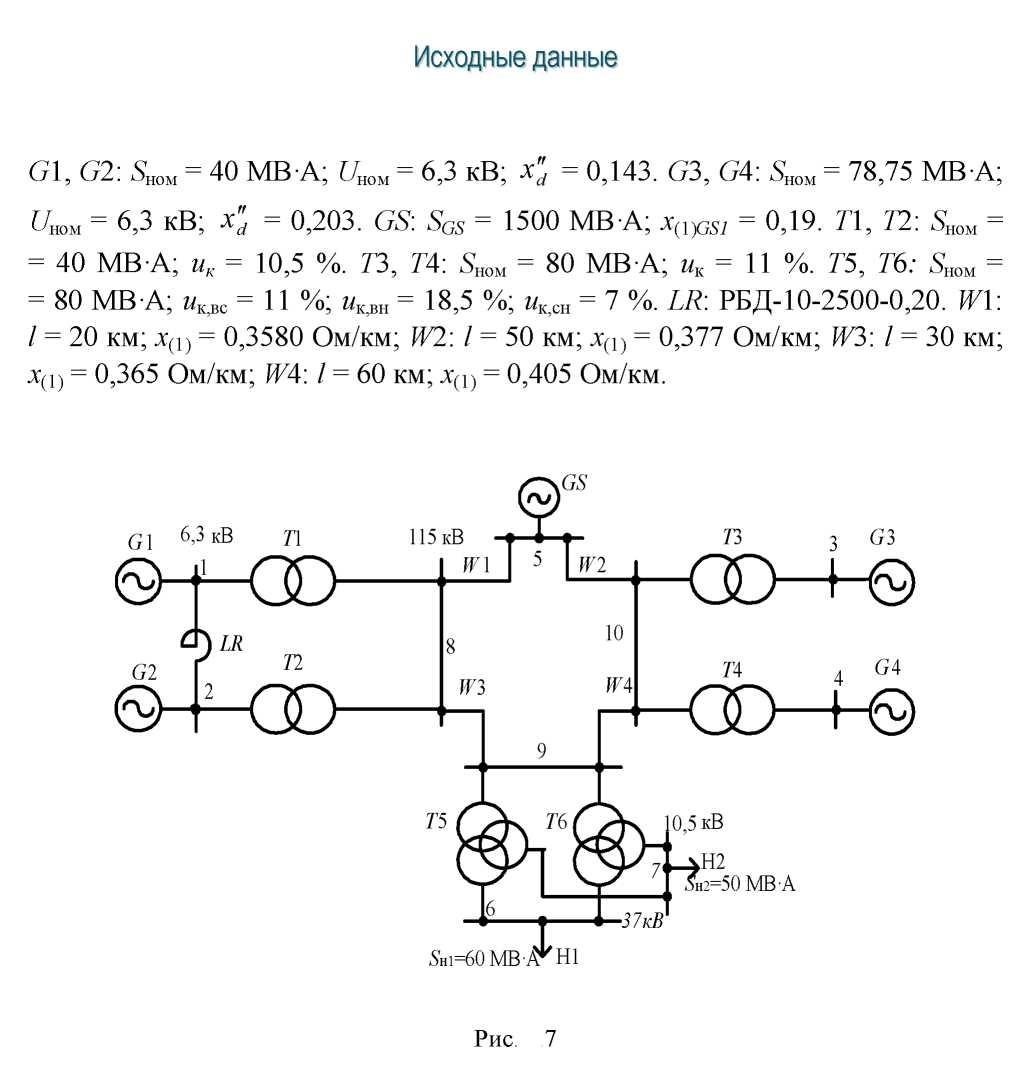 Исходные данные
G1, G2: Sном = 40 МВ·А; Uном = 6,3 кВ; x″d = 0,143. G3, G4: Sном = 78,75 МВ·А;
Uном = 6,3 кВ; x″d = 0,203. GS: SGS = 1500 МВ·А; x(1)GS1 = 0,19. T1, T2: Sном =
= 40 МВ·А; uк = 10,5 %. T3, T4: Sном = 80 МВ·А; uк = 11 %. T5, T6: Sном =
= 80 МВ·А; uк,вс = 11 %; uк,вн = 18,5 %; uк,сн = 7 %. LR: РБД-10-2500-0,20. W1:
l = 20 км; x(1) = 0,3580 Ом/км; W2: l = 50 км; x(1) = 0,377 Ом/км; W3: l = 30 км;
x(1) = 0,365 Ом/км; W4: l = 60 км; x(1) = 0,405 Ом/км.
GS
G1 6,3 кВ T1 115 кВ W1 5 W2 T3 3 G3
1
LR 8 10
G2 2 T2 W3 W4 T4 4 G4
9
T5 T6 10,5 кВ
7 Н2
Sн2=50 МВ·А
6 37кВ
Sн1=60 МВ·А Н1
Рис. 7